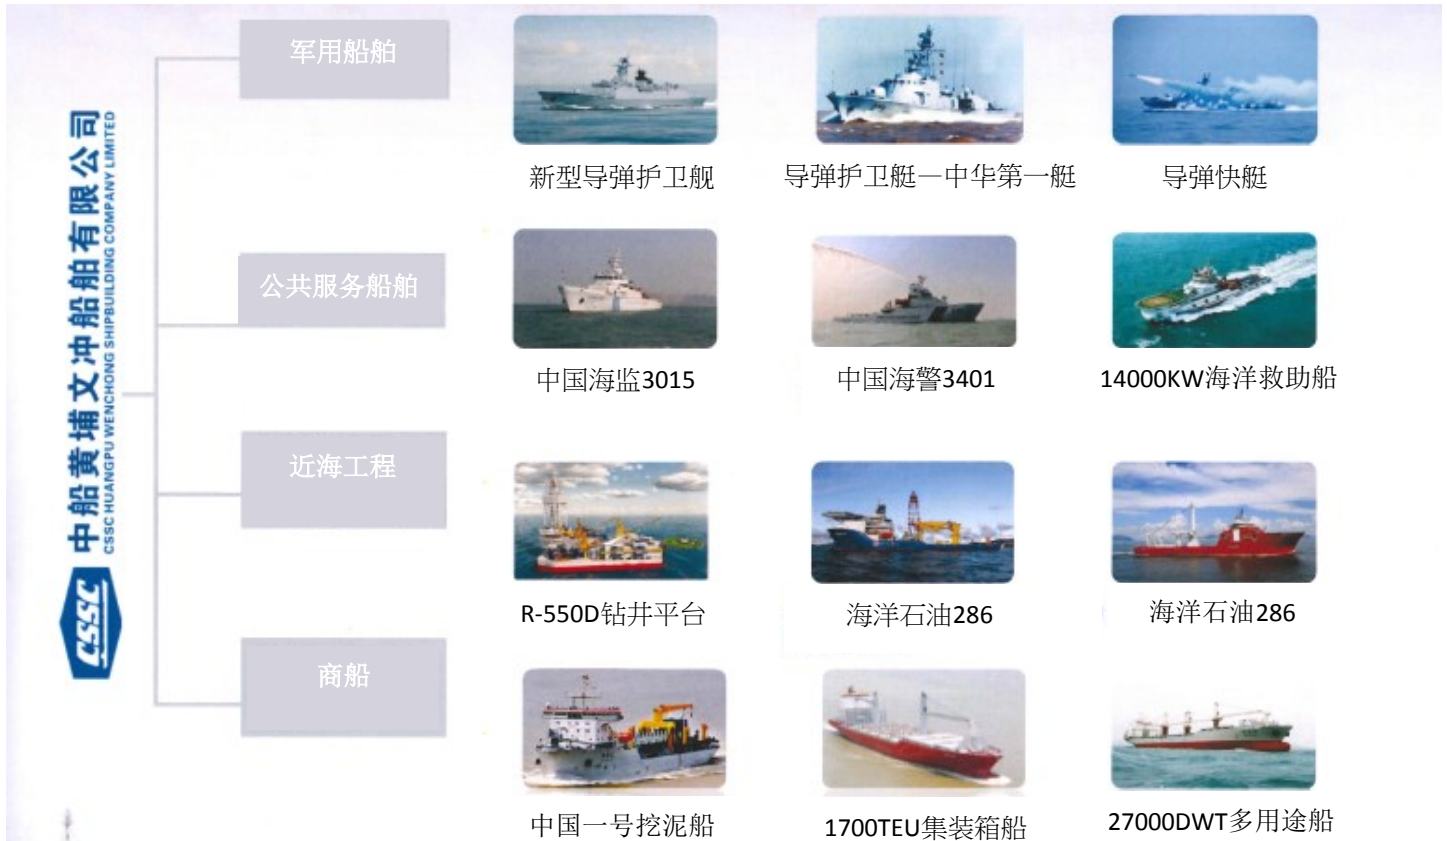 中船黄埔文冲船舶有限公司
CSSC HUANGPU WENCHONG SHIPBUILDING COMPANY LIMITED
CSSC
军用船舶
新型导弹护卫舰
导弹护卫艇—中华第一艇
导弹快艇
公共服务船舶
中国海监3015
中国海警3401
14000KW海洋救助船
近海工程
R-550D钻井平台
海洋石油286
海洋石油286
商船
中国一号挖泥船
1700TEU集装箱船
27000DWT多用途船